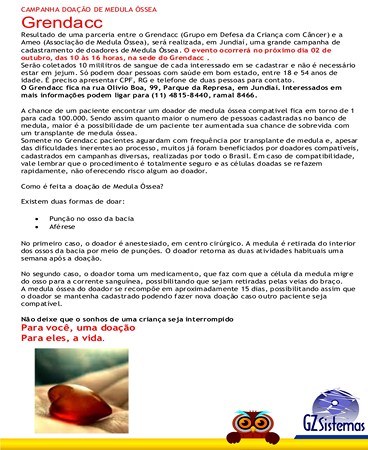 CAMPANHA DOAÇÃO DE MEDULA ÓSSEA
Grendacc
Resultado de uma parceria entre o Grendacc (Grupo em Defesa da Criança com Câncer) e a
Ameo (Associação de Medula Óssea), será realizada, em Jundiaí, uma grande campanha de
cadastramento de doadores de Medula Óssea. O evento ocorrerá no próximo dia 02 de
outubro, das 10 às 16 horas, na sede do Grendacc .
Serão coletados 10 mililitros de sangue de cada interessado em se cadastrar e não é necessário
estar em jejum. Só podem doar pessoas com saúde em bom estado, entre 18 e 54 anos de
idade. É preciso apresentar CPF, RG e telefone de duas pessoas para contato.
O Grendacc fica na rua Olívio Boa, 99, Parque da Represa, em Jundiaí. Interessados em
mais informações podem ligar para (11) 4815-8440, ramal 8466.
A chance de um paciente encontrar um doador de medula óssea compatível fica em torno de 1
para cada 100.000. Sendo assim quanto maior o numero de pessoas cadastradas no banco de
medula, maior é a possibilidade de um paciente ter aumentada sua chance de sobrevida com
um transplante de medula óssea.
Somente no Grendacc pacientes aguardam com frequência por transplante de medula e, apesar
das dificuldades inerentes ao processo, muitos já foram beneficiados por doadores compatíveis,
cadastrados em campanhas diversas, realizadas por todo o Brasil. Em caso de compatibilidade,
vale lembrar que o procedimento é totalmente seguro e as células doadas se refazem
rapidamente, não oferecendo risco algum ao doador.
Como é feita a doação de Medula Óssea?
Existem duas formas de doar:
• Punção no osso da bacia
• Aférese
No primeiro caso, o doador é anestesiado, em centro cirúrgico. A medula é retirada do interior
dos ossos da bacia por meio de punções. O doador retorna as duas atividades habituais uma
semana após a doação.
No segundo caso, o doador toma um medicamento, que faz com que a célula da medula migre
do osso para a corrente sanguínea, possibilitando que sejam retiradas pelas veias do braço.
A medula óssea do doador se recompõe em aproximadamente 15 dias, possibilitando assim que
o doador se mantenha cadastrado podendo fazer nova doação caso outro paciente seja
compatível.
Não deixe que o sonhos de uma criança seja interrompido
Para você, uma doação
Para eles, a vida.
GZ Sistemas